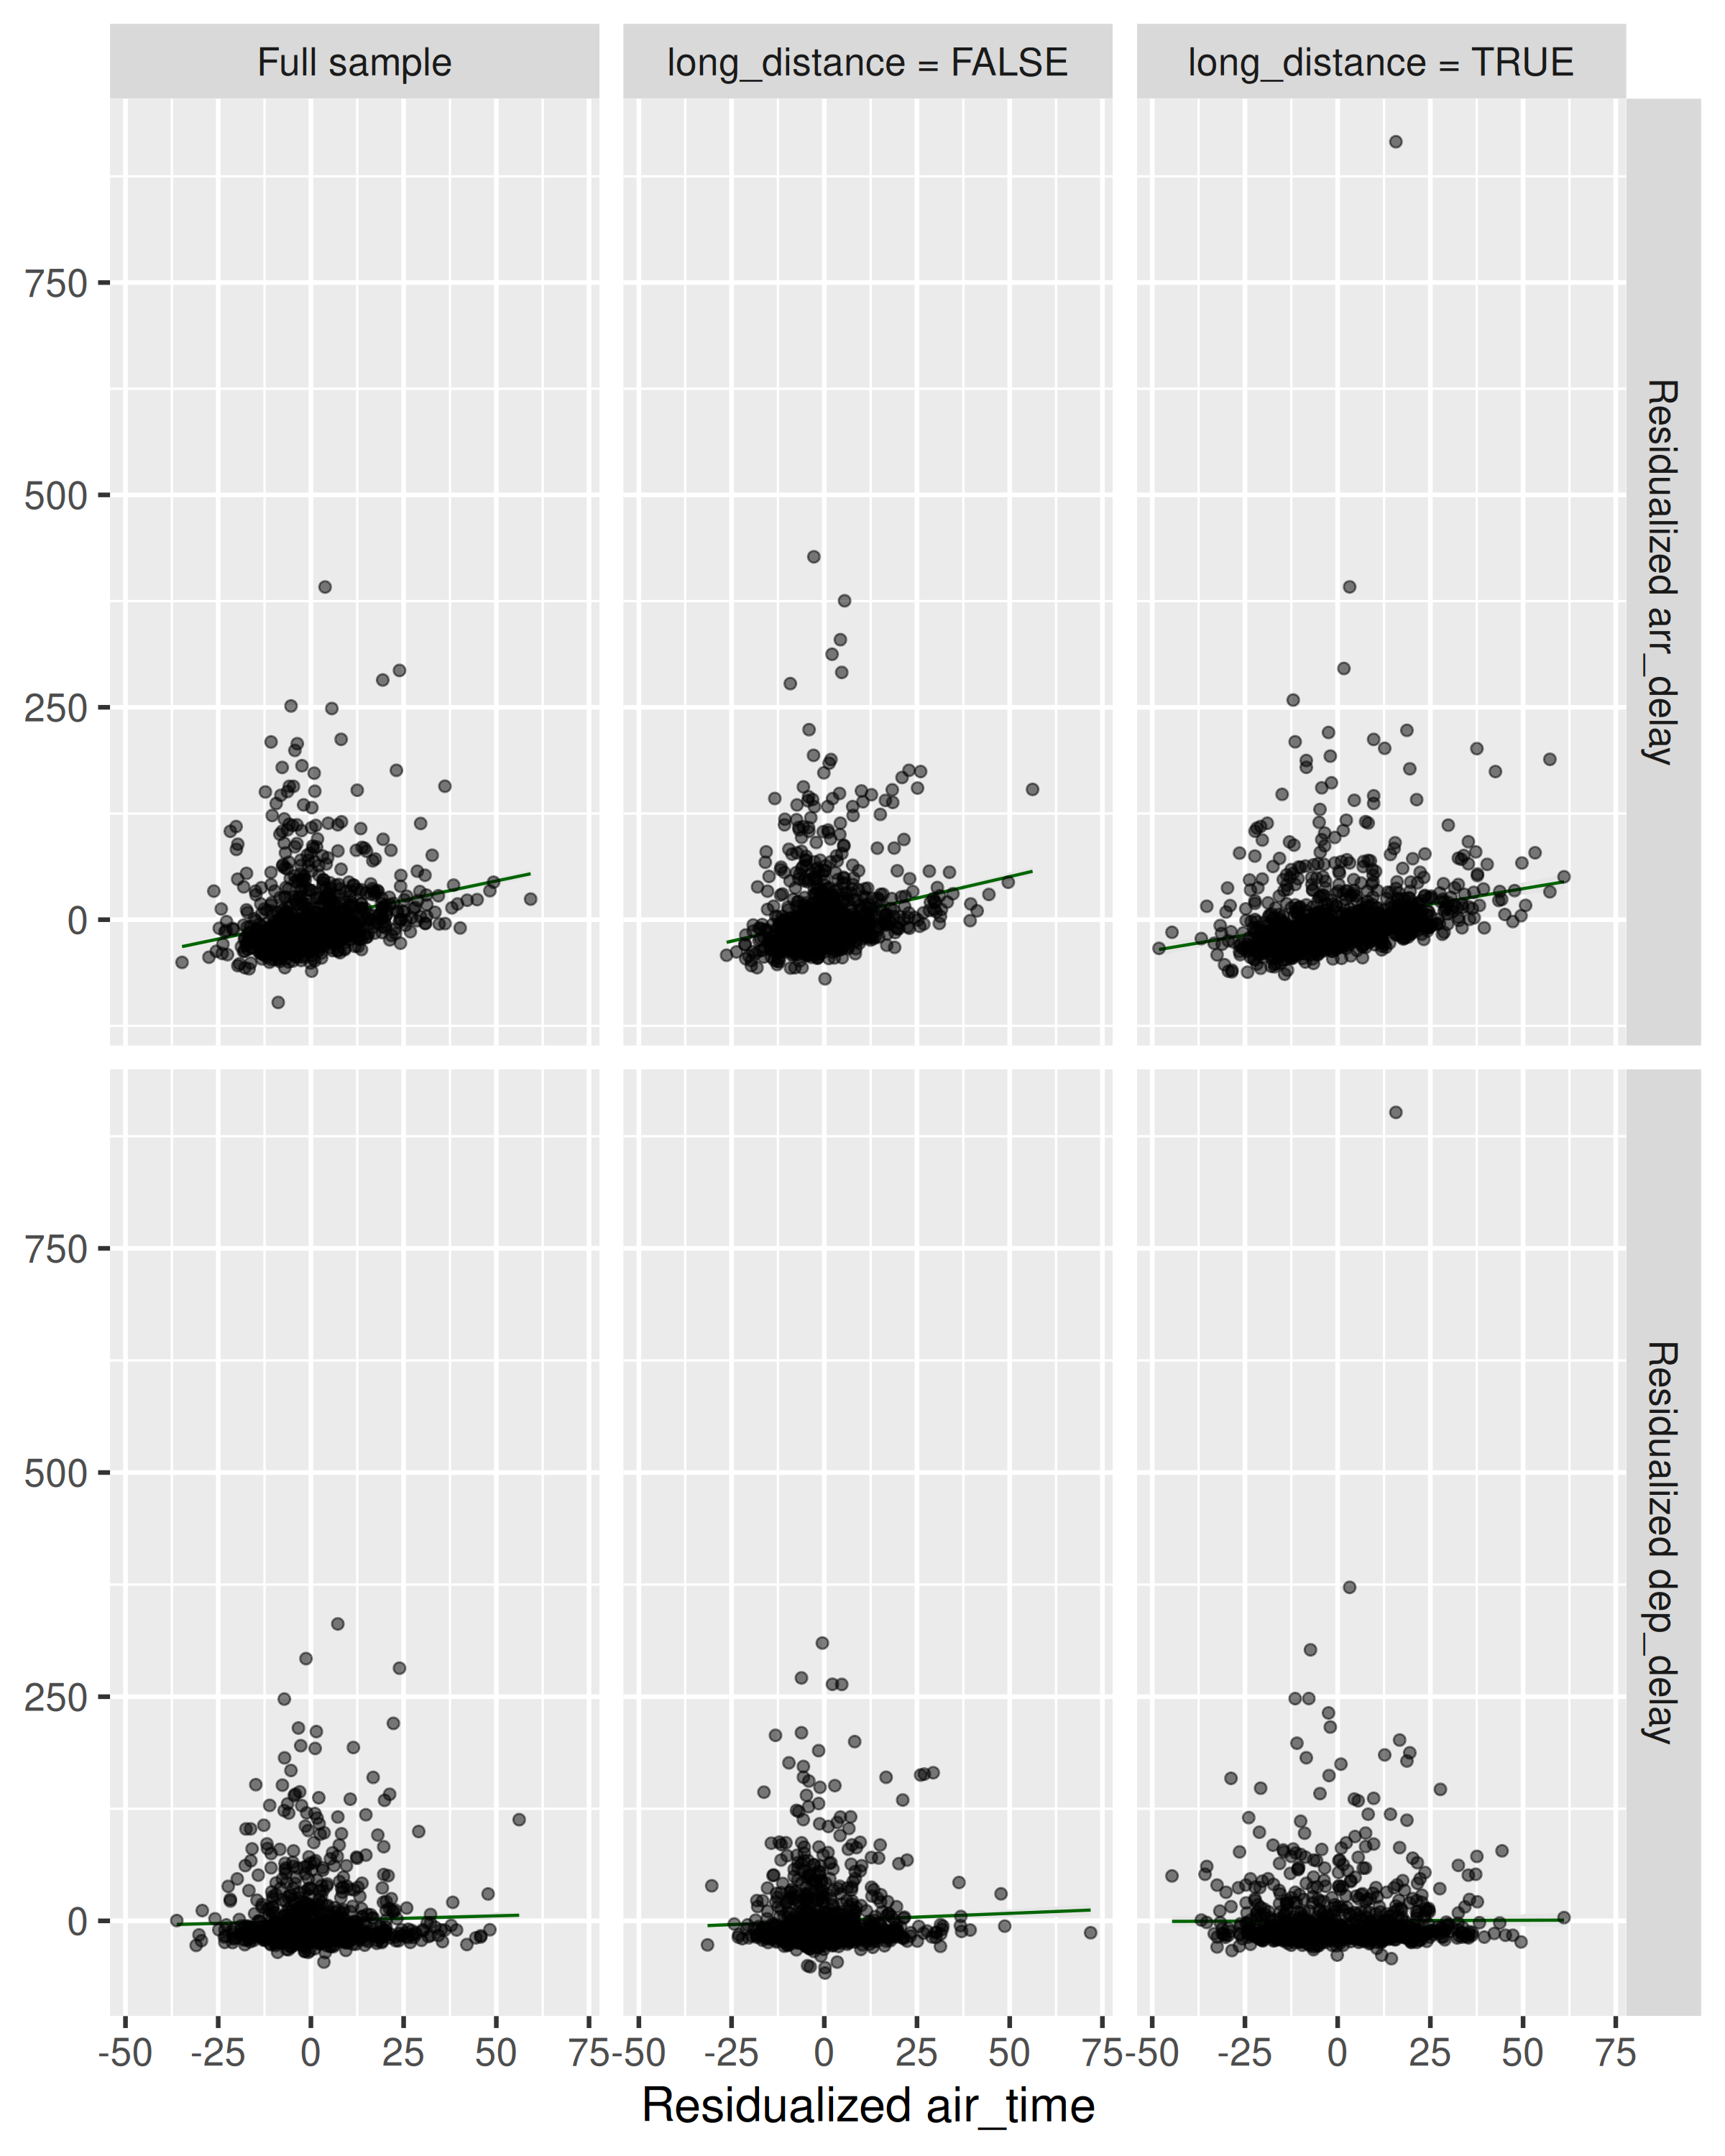 Full sample
long_distance = FALSE
long_distance = TRUE
750
500
250
0
Residualized arr_delay
750
500
250
0
Residualized dep_delay
-50 -25 0 25 50 75
-50 -25 0 25 50 75
-50 -25 0 25 50 75
Residualized air_time